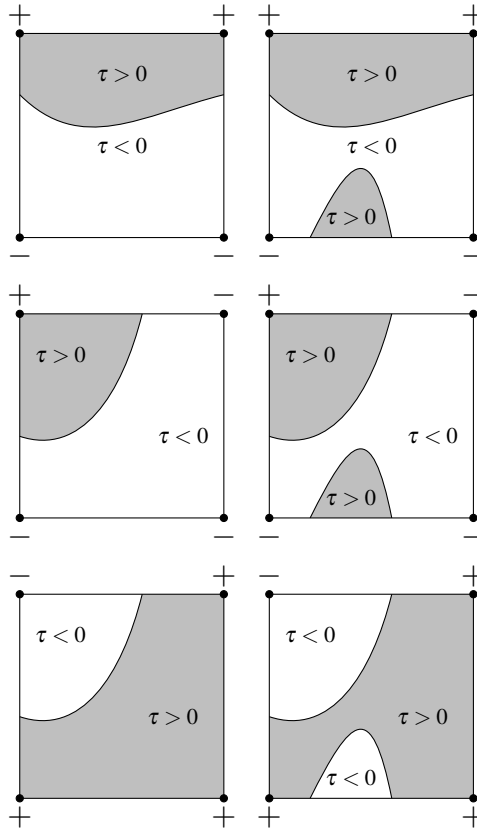 + + + +
τ > 0 τ > 0
τ < 0 τ < 0
τ > 0
− − − −
+ − + −
τ > 0 τ > 0
τ < 0 τ < 0
τ > 0
− − − −
− + − +
τ < 0 τ < 0
τ > 0 τ > 0
τ < 0
+ + + +